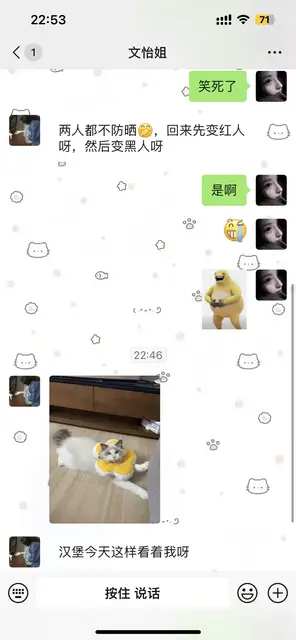 22:53
71
1
文怡姐
笑死了
两人都不防晒🤣，回来先变红人
呀，然后变黑人呀
是啊
22:46
汉堡今天这样看着我呀
按住 说话